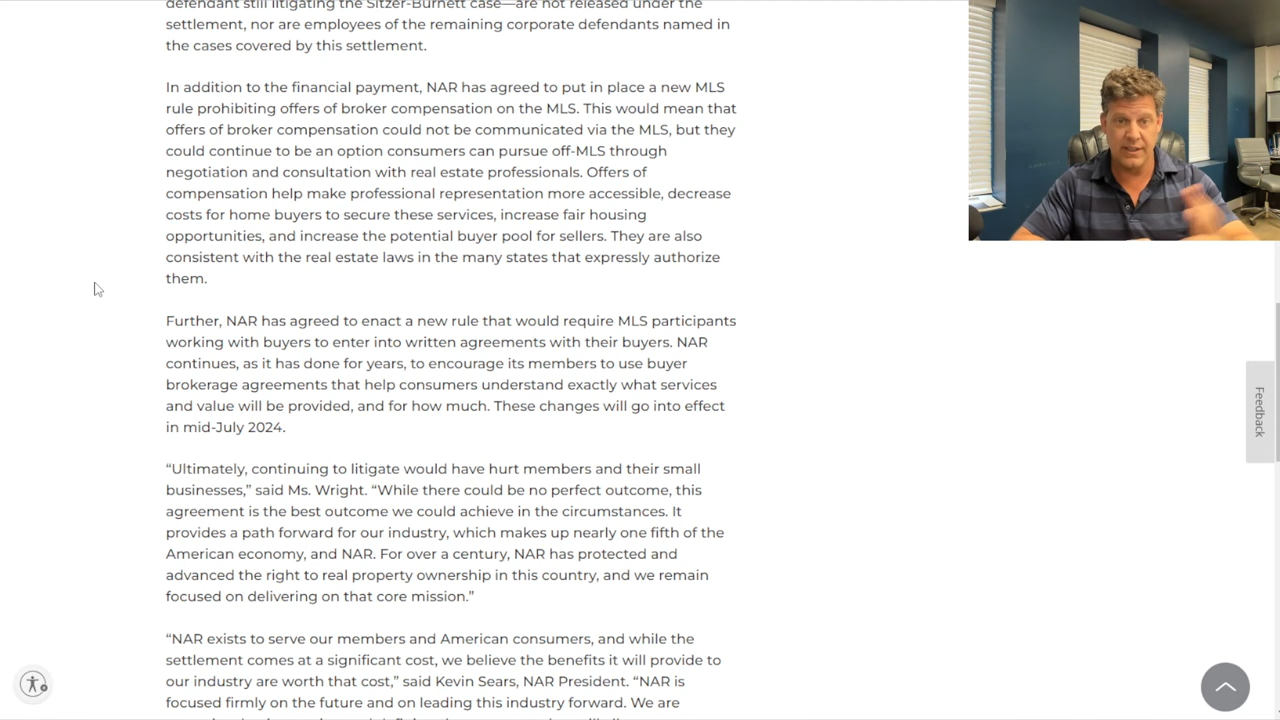 defendant still litigating the Sitzer-Burnett case—are not released under the
settlement, nor are employees of the remaining corporate defendants named in
the cases covered by this settlement.
In addition to the financial payment, NAR has agreed to put in place a new MLS
rule prohibiting offers of broker compensation on the MLS. This would mean that
offers of broker compensation could not be communicated via the MLS, but they
could continue to be an option consumers can pursue off-MLS through
negotiation and consultation with real estate professionals. Offers of
compensation help make professional representation more accessible, decrease
costs for home buyers to secure these services, increase fair housing
opportunities, and increase the potential buyer pool for sellers. They are also
consistent with the real estate laws in the many states that expressly authorize
them.
Further, NAR has agreed to enact a new rule that would require MLS participants
working with buyers to enter into written agreements with their buyers. NAR
continues, as it has done for years, to encourage its members to use buyer
brokerage agreements that help consumers understand exactly what services
and value will be provided, and for how much. These changes will go into effect
in mid-July 2024.
“Ultimately, continuing to litigate would have hurt members and their small
businesses,” said Ms. Wright. “While there could be no perfect outcome, this
agreement is the best outcome we could achieve in the circumstances. It
provides a path forward for our industry, which makes up nearly one fifth of the
American economy, and NAR. For over a century, NAR has protected and
advanced the right to real property ownership in this country, and we remain
focused on delivering on that core mission.”
“NAR exists to serve our members and American consumers, and while the
settlement comes at a significant cost, we believe the benefits it will provide to
our industry are worth that cost,” said Kevin Sears, NAR President. “NAR is
focused firmly on the future and on leading this industry forward. We are
Feedback